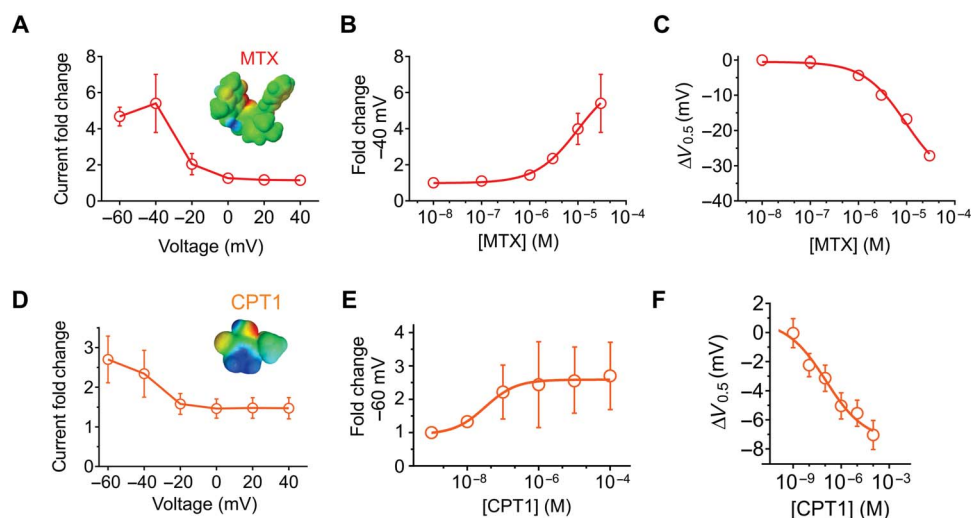 A
MTX
Current fold change
8
6
4
2
0
−60 −40 −20 0 20 40
Voltage (mV)
B
Fold change
−40 mV
8
6
4
2
0
10⁻⁸ 10⁻⁷ 10⁻⁶ 10⁻⁵ 10⁻⁴
[MTX] (M)
C
ΔV0.5 (mV)
0
−10
−20
−30
−40
10⁻⁸ 10⁻⁷ 10⁻⁶ 10⁻⁵ 10⁻⁴
[MTX] (M)
D
CPT1
Current fold change
3
2
1
0
−60 −40 −20 0 20 40
Voltage (mV)
E
Fold change
−60 mV
4
3
2
1
0
10⁻⁸ 10⁻⁶ 10⁻⁴
[CPT1] (M)
F
ΔV0.5 (mV)
2
0
−2
−4
−6
−8
10⁻⁹ 10⁻⁶ 10⁻³
[CPT1] (M)